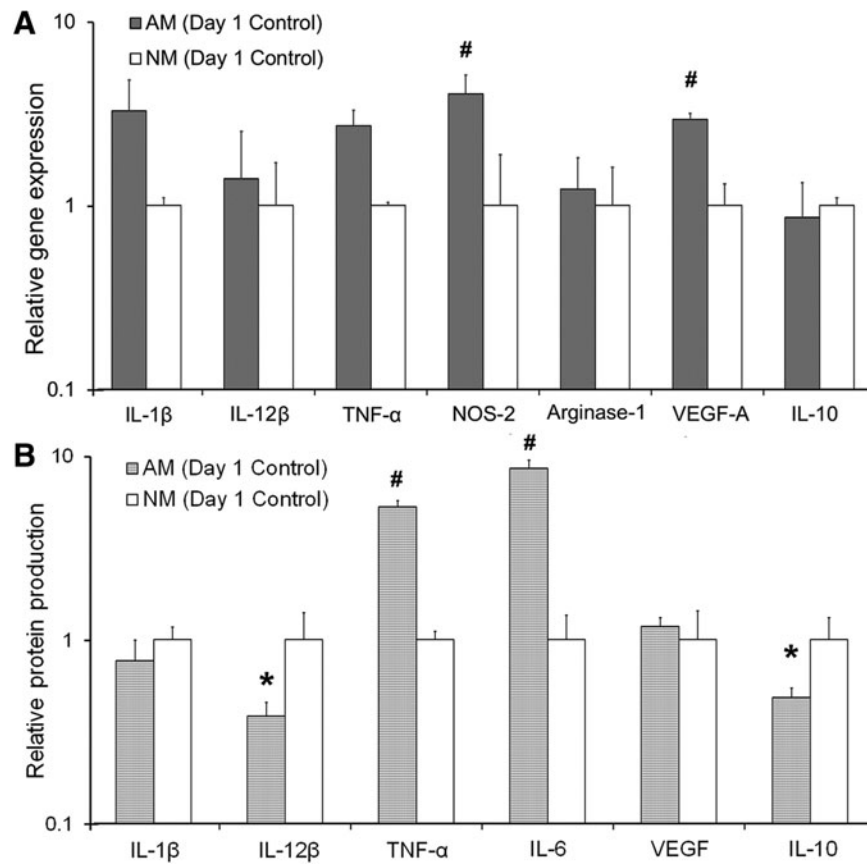 A
AM (Day 1 Control)
NM (Day 1 Control)
Relative gene expression
10
1
0.1
# #
IL-1β IL-12β TNF-α NOS-2 Arginase-1 VEGF-A IL-10
B
AM (Day 1 Control)
NM (Day 1 Control)
Relative protein production
10
1
0.1
* # # *
IL-1β IL-12β TNF-α IL-6 VEGF IL-10